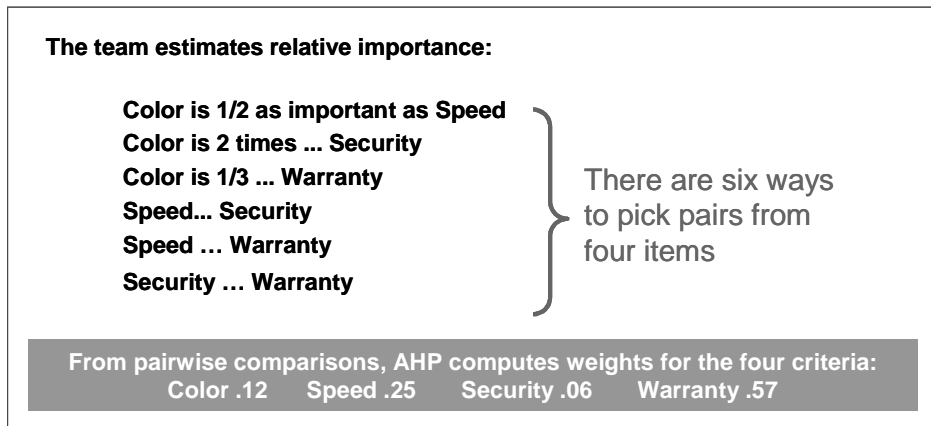 The team estimates relative importance:
Color is 1/2 as important as Speed
Color is 2 times ... Security
Color is 1/3 ... Warranty
Speed... Security
Speed … Warranty
Security … Warranty
There are six ways
to pick pairs from
four items
From pairwise comparisons, AHP computes weights for the four criteria:
Color .12 Speed .25 Security .06 Warranty .57